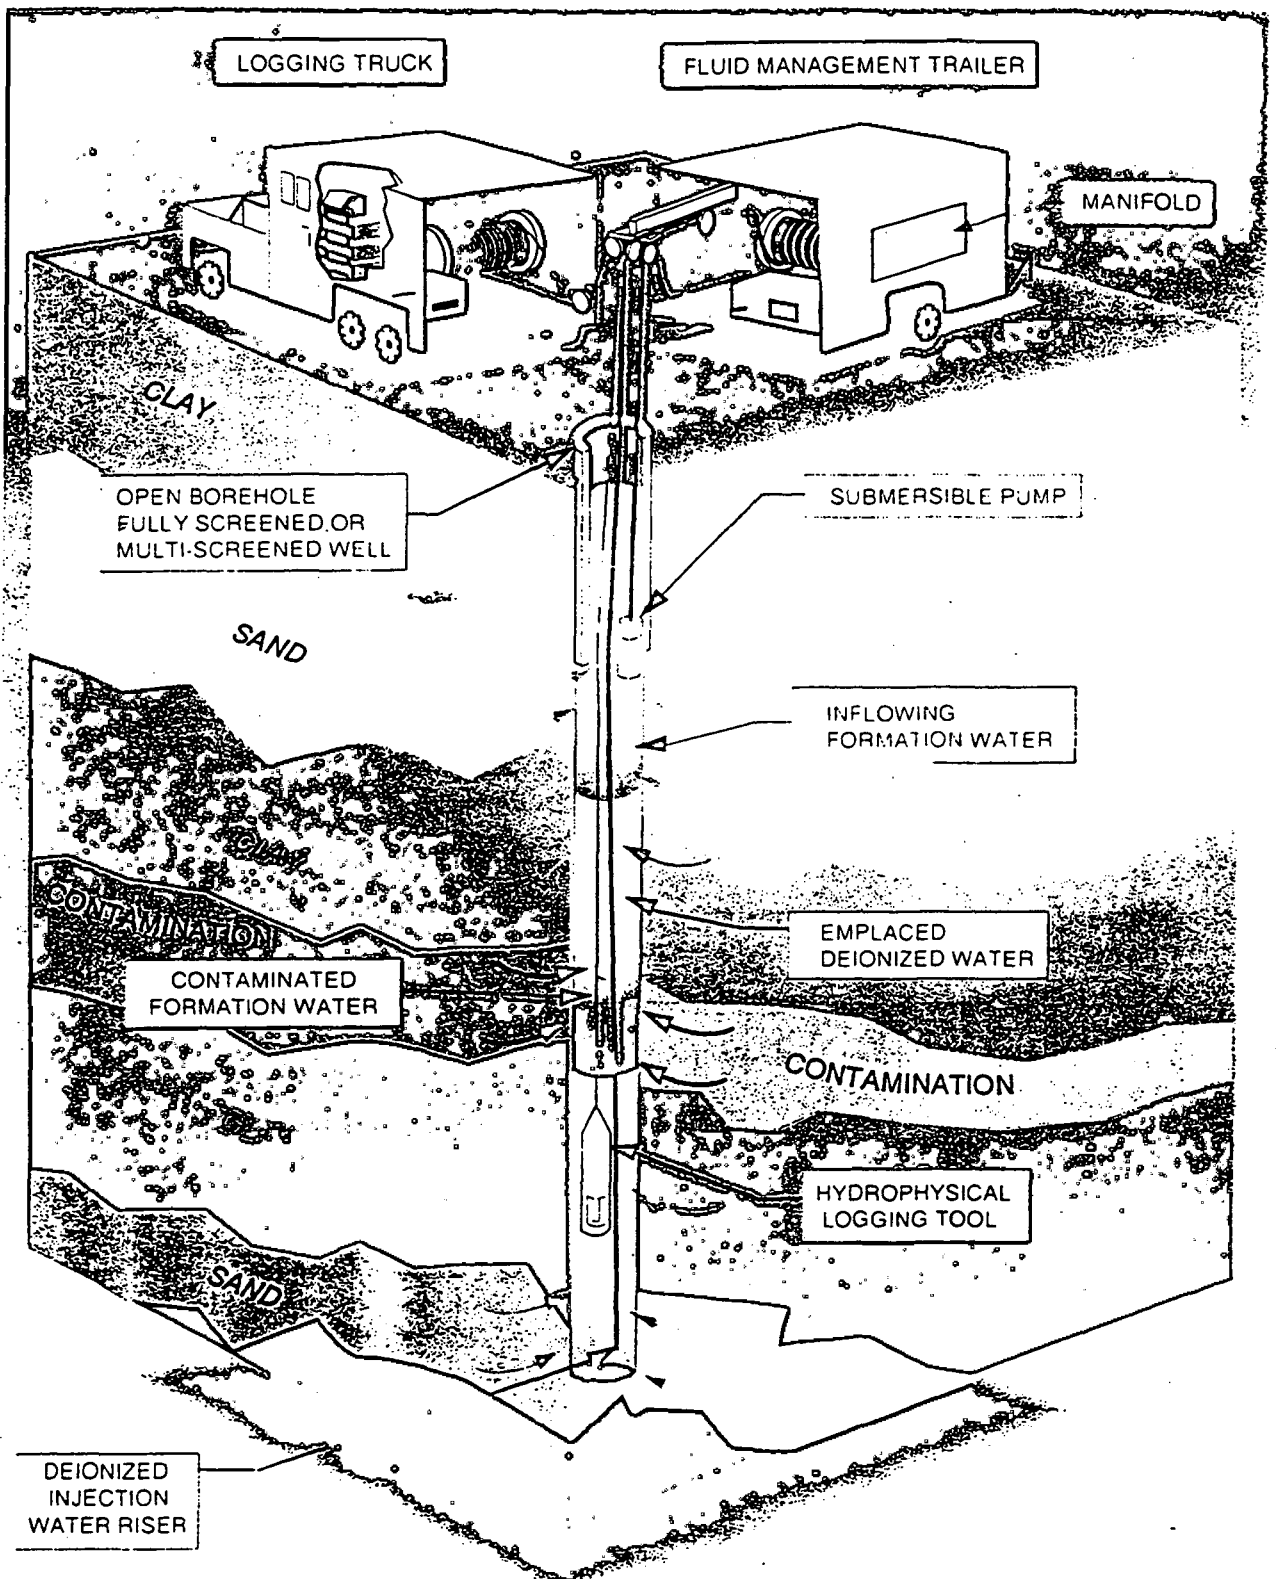 LOGGING TRUCK
FLUID MANAGEMENT TRAILER
MANIFOLD
CLAY
OPEN BOREHOLE
FULLY SCREENED OR
MULTI-SCREENED WELL
SUBMERSIBLE PUMP
SAND
INFLOWING
FORMATION WATER
CLAY
CONTAMINATION
EMPLACED
DEIONIZED WATER
CONTAMINATED
FORMATION WATER
CONTAMINATION
HYDROPHYSICAL
LOGGING TOOL
SAND
DEIONIZED
INJECTION
WATER RISER